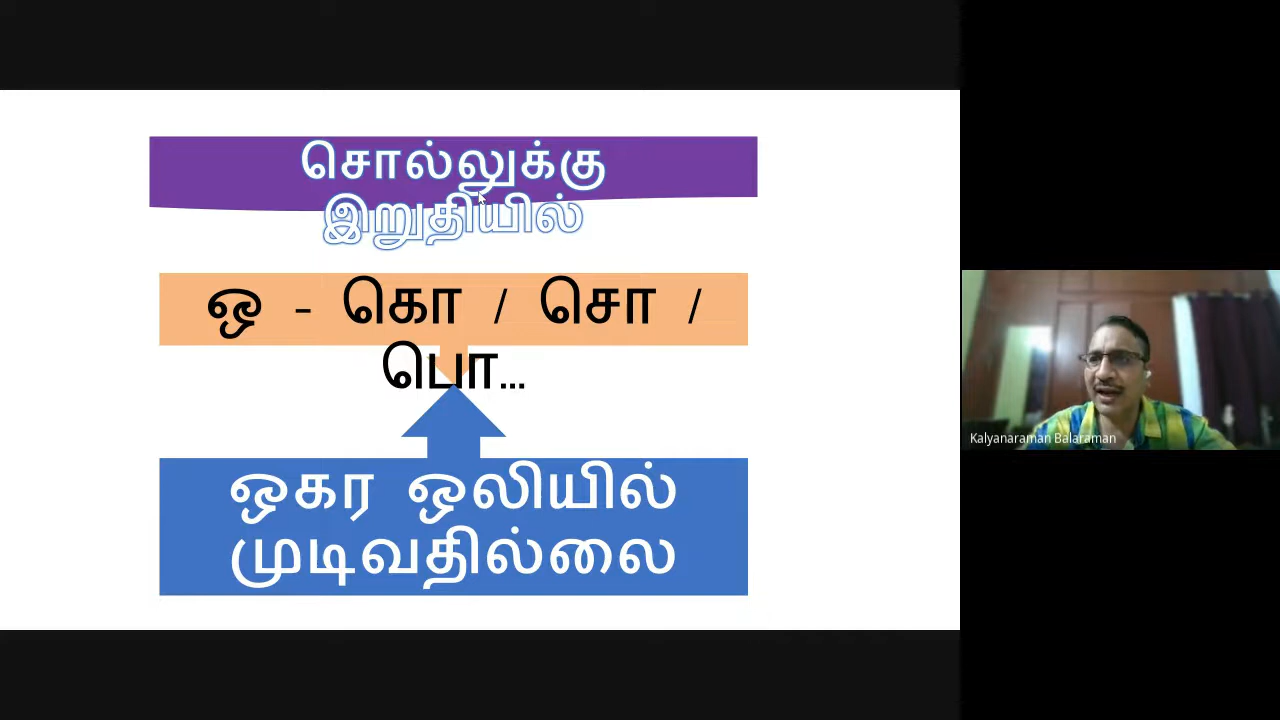 சொல்லுக்கு
இறுதியில்
ஒ - கொ / சொ /
பொ...
ஒகர ஒலியில்
முடிவதில்லை
Kalyanaraman Balaraman